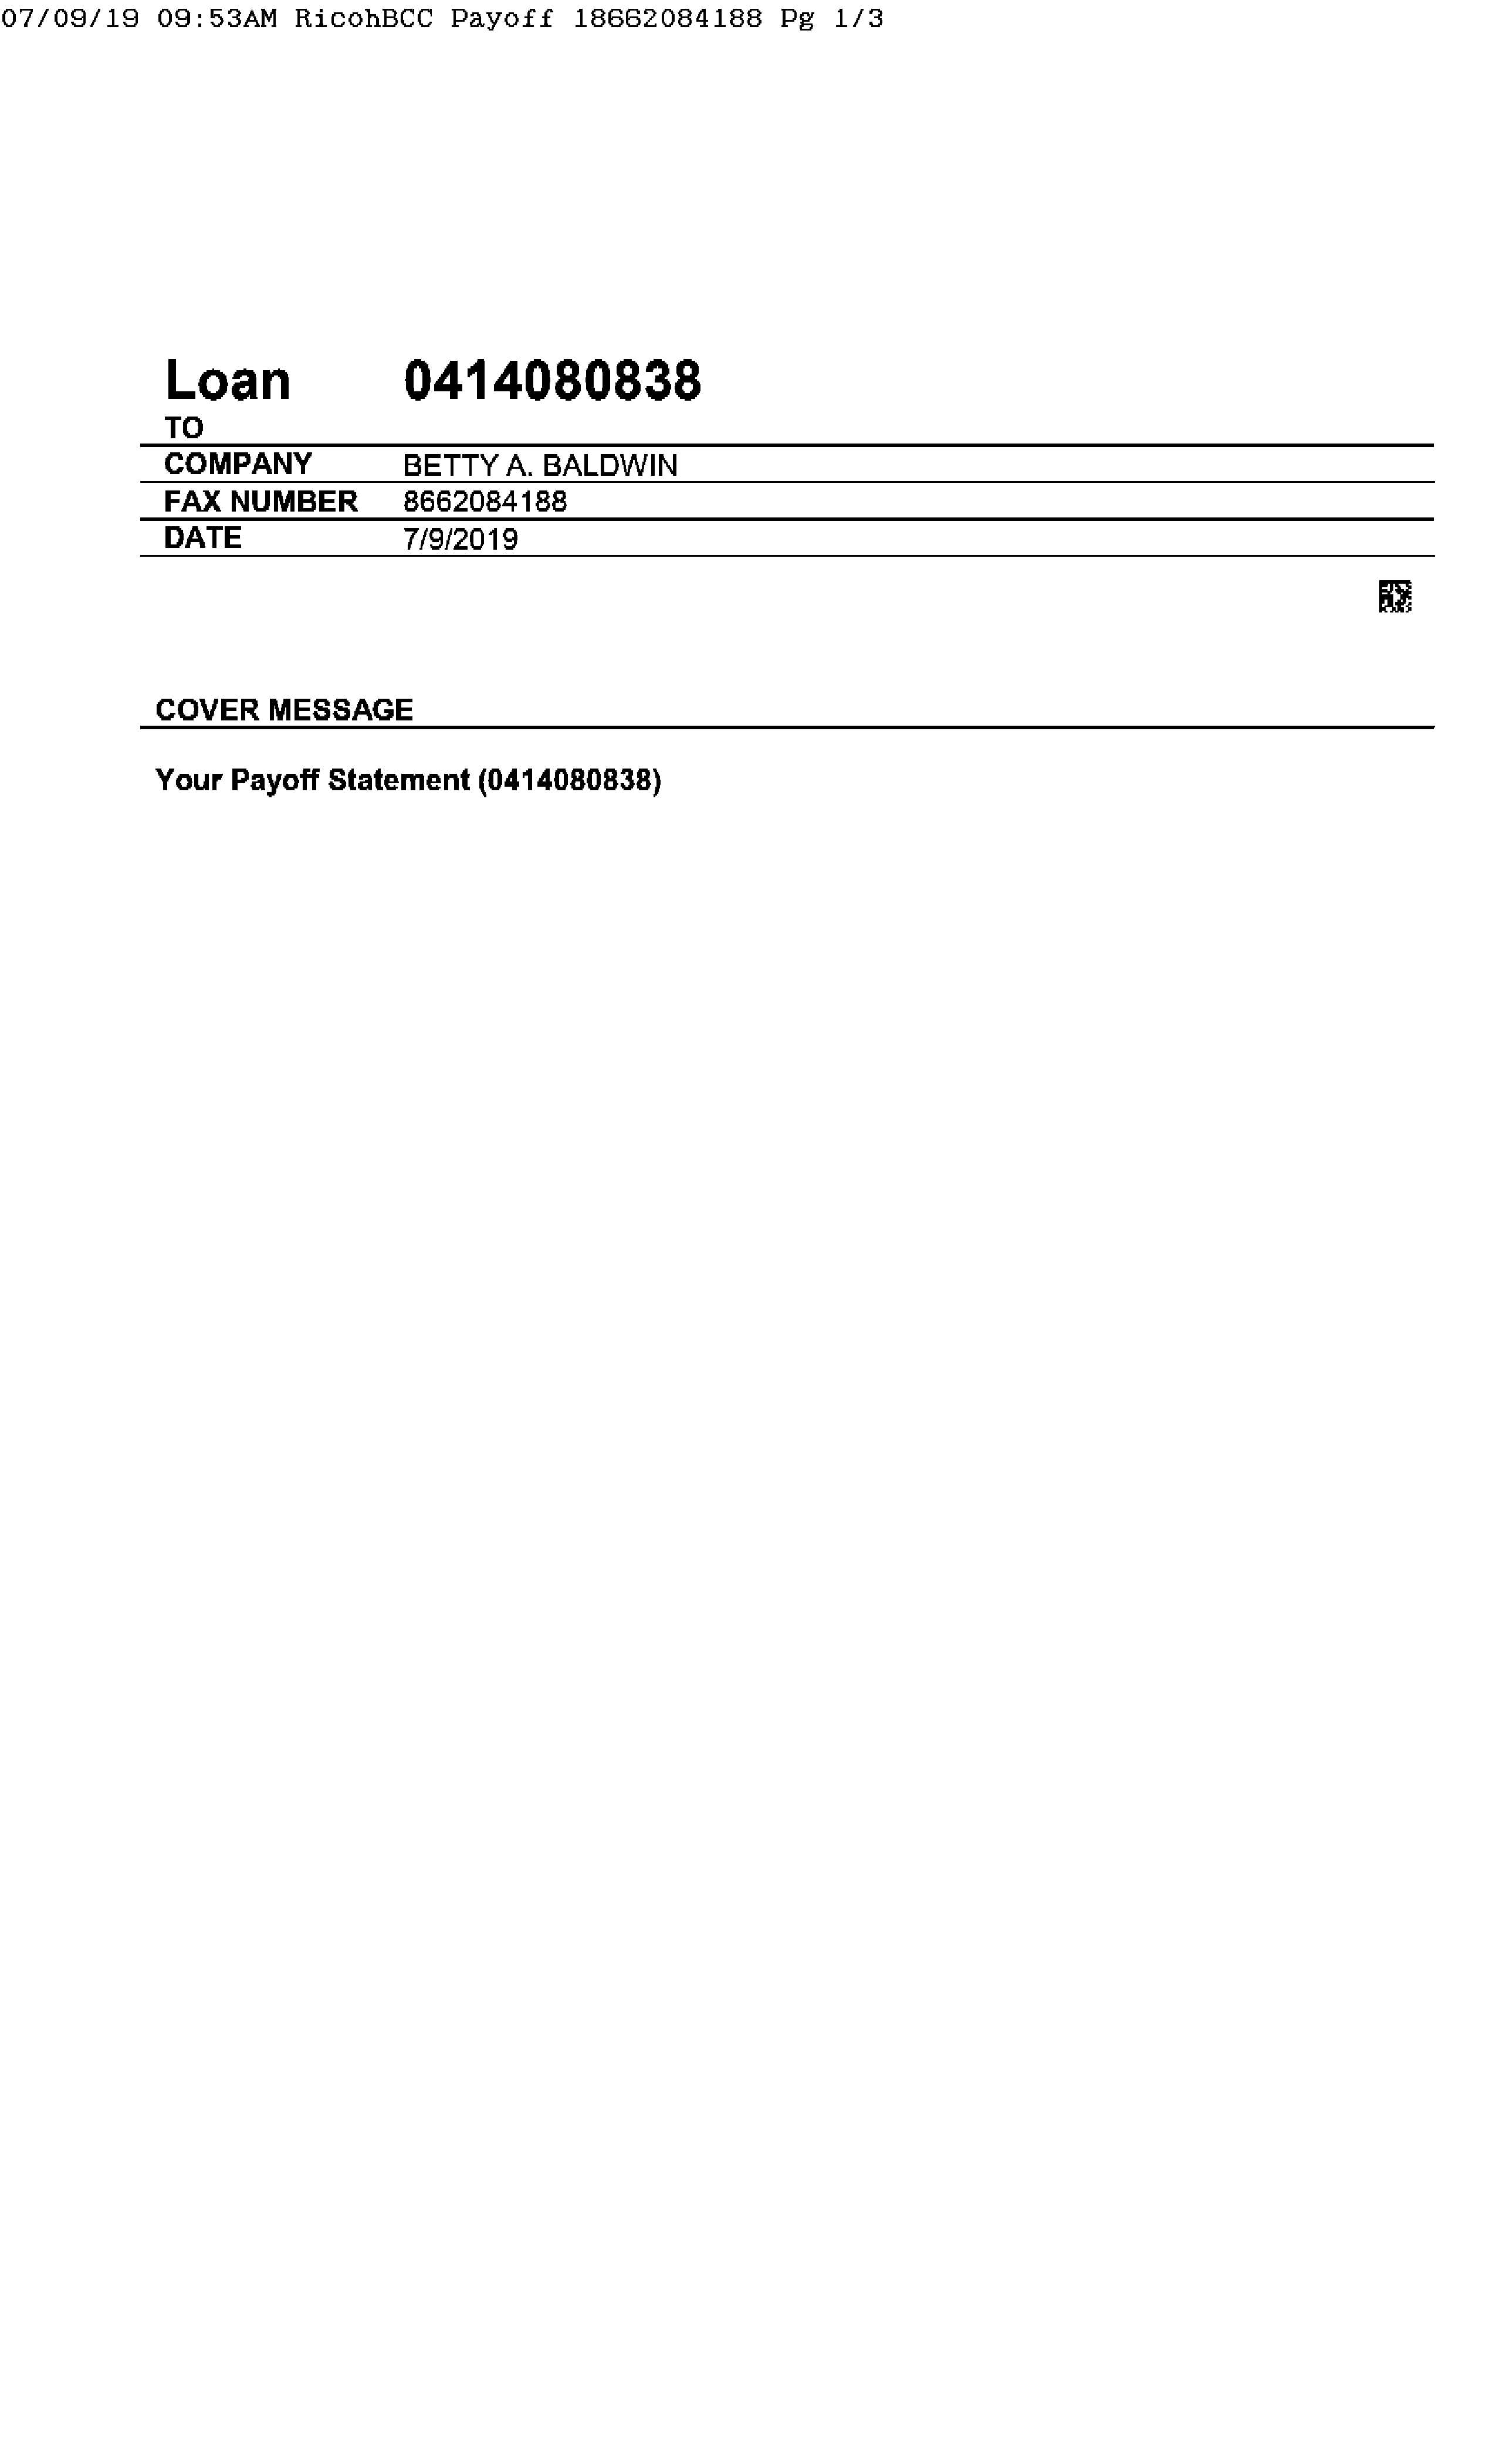 07/09/19 09:53AM RicohBCC Payoff 18662084188 Pg 1/3
Loan 0414080838
TO
COMPANY BETTY A. BALDWIN
FAX NUMBER 8662084188
DATE 7/9/2019
COVER MESSAGE
Your Payoff Statement (0414080838)